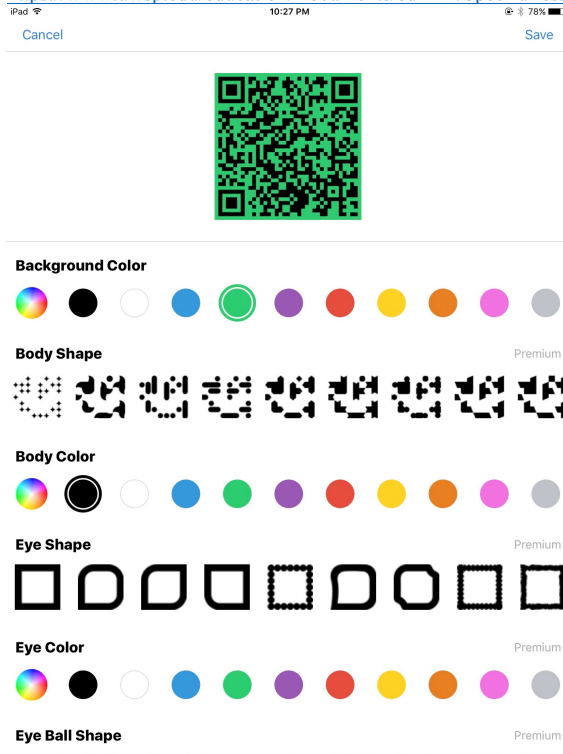 iPad 10:27 PM 78%
Cancel Save
Background Color
Body Shape Premium
Body Color
Eye Shape Premium
Eye Color Premium
Eye Ball Shape Premium